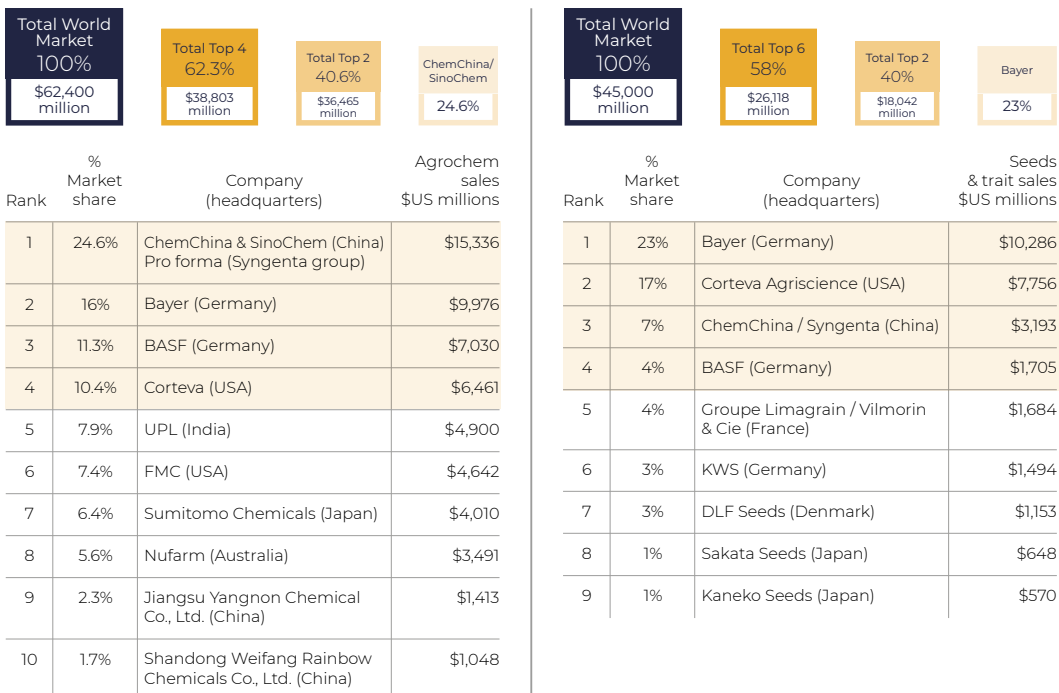 Total World
Market
100%
$62,400
million
Total Top 4
62.3%
$38,803
million
Total Top 2
40.6%
$36,465
million
ChemChina/
SinoChem
24.6%
Rank
%
Market
share
Company
(headquarters)
Agrochem
sales
$US millions
1 24.6% ChemChina & SinoChem (China) $15,336
Pro forma (Syngenta group)
2 16% Bayer (Germany) $9,976
3 11.3% BASF (Germany) $7,030
4 10.4% Corteva (USA) $6,461
5 7.9% UPL (India) $4,900
6 7.4% FMC (USA) $4,642
7 6.4% Sumitomo Chemicals (Japan) $4,010
8 5.6% Nufarm (Australia) $3,491
9 2.3% Jiangsu Yangnon Chemical $1,413
Co., Ltd. (China)
10 1.7% Shandong Weifang Rainbow $1,048
Chemicals Co., Ltd. (China)
Total World
Market
100%
$45,000
million
Total Top 6
58%
$26,118
million
Total Top 2
40%
$18,042
million
Bayer
23%
Rank
%
Market
share
Company
(headquarters)
Seeds
& trait sales
$US millions
1 23% Bayer (Germany) $10,286
2 17% Corteva Agriscience (USA) $7,756
3 7% ChemChina / Syngenta (China) $3,193
4 4% BASF (Germany) $1,705
5 4% Groupe Limagrain / Vilmorin $1,684
& Cie (France)
6 3% KWS (Germany) $1,494
7 3% DLF Seeds (Denmark) $1,153
8 1% Sakata Seeds (Japan) $648
9 1% Kaneko Seeds (Japan) $570